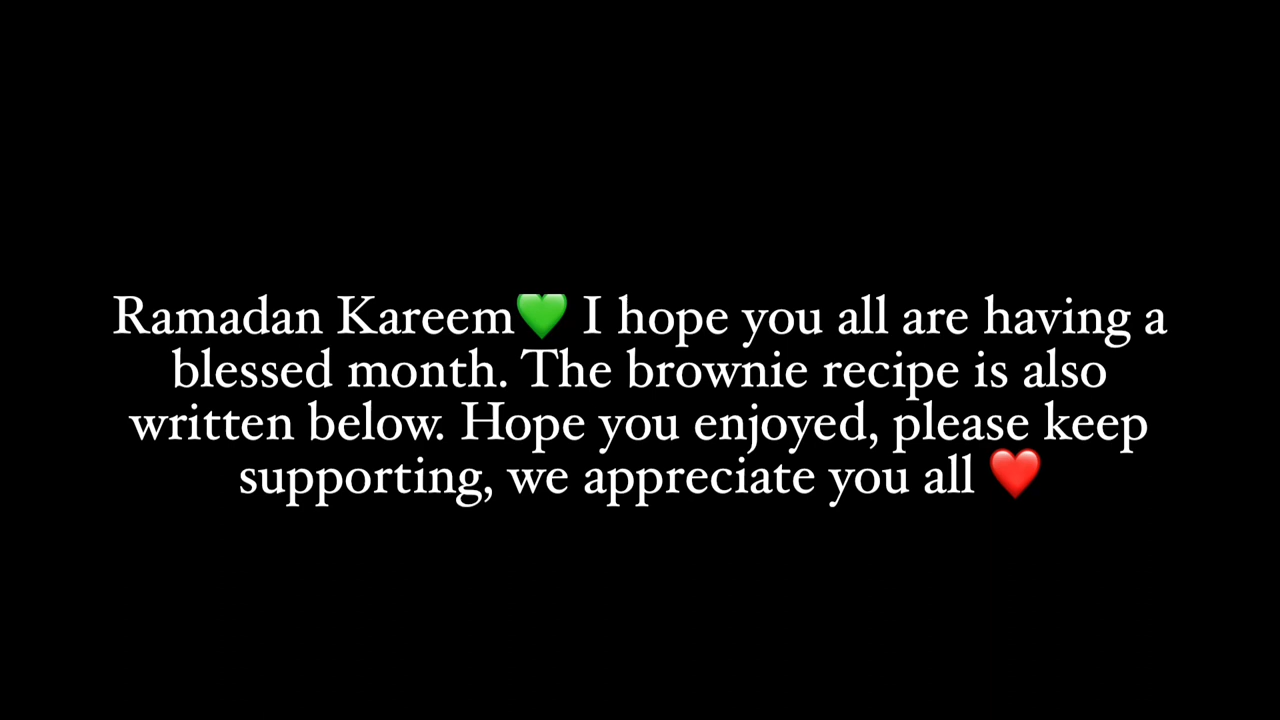 Ramadan Kareem💚 I hope you all are having a
blessed month. The brownie recipe is also
written below. Hope you enjoyed, please keep
supporting, we appreciate you all ❤️